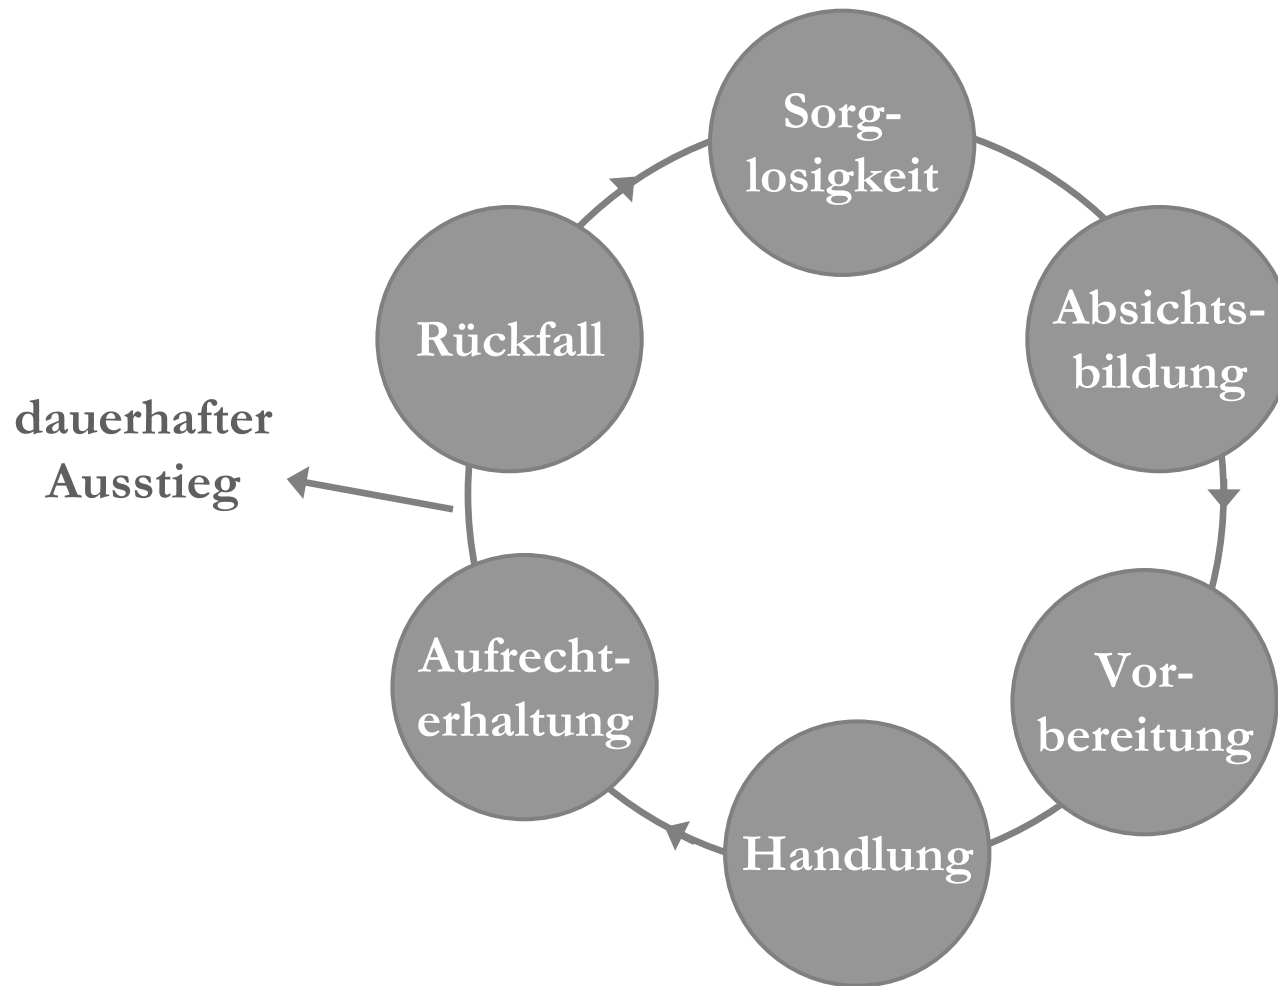 Sorg-
losigkeit
Absichts-
bildung
Vor-
bereitung
Handlung
Aufrecht-
erhaltung
dauerhafter
Ausstieg
Rückfall